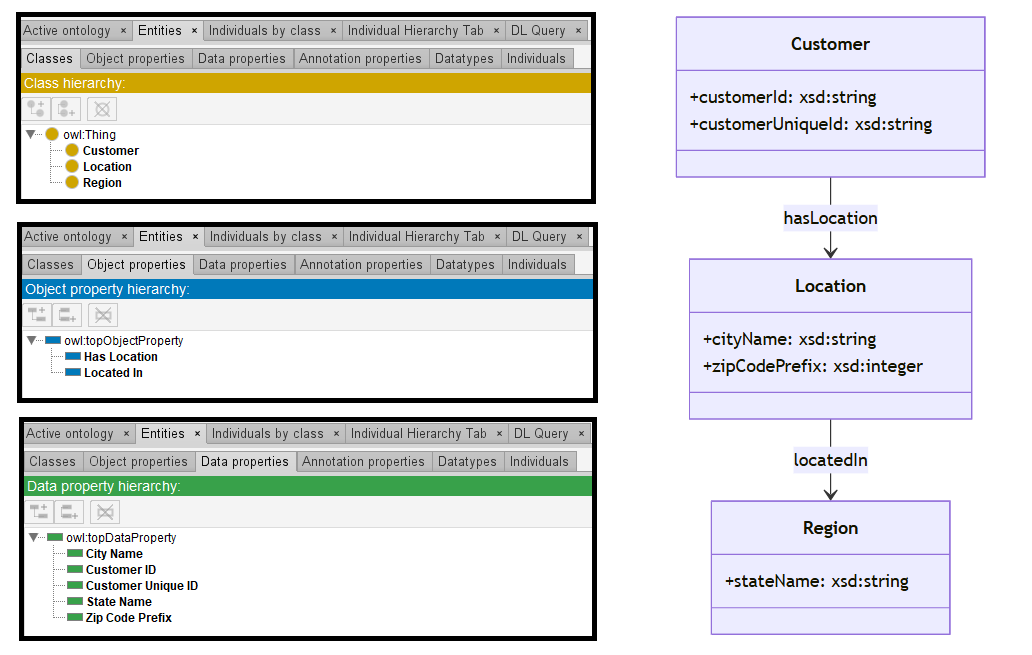 Active ontology × Entities × Individuals by class × Individual Hierarchy Tab × DL Query ×
Classes Object properties Data properties Annotation properties Datatypes Individuals
Class hierarchy:
owl:Thing
Customer
Location
Region
Active ontology × Entities × Individuals by class × Individual Hierarchy Tab × DL Query ×
Classes Object properties Data properties Annotation properties Datatypes Individuals
Object property hierarchy:
owl:topObjectProperty
Has Location
Located In
Active ontology × Entities × Individuals by class × Individual Hierarchy Tab × DL Query ×
Classes Object properties Data properties Annotation properties Datatypes Individuals
Data property hierarchy:
owl:topDataProperty
City Name
Customer ID
Customer Unique ID
State Name
Zip Code Prefix
Customer
+customerId: xsd:string
+customerUniqueId: xsd:string
hasLocation
Location
+cityName: xsd:string
+zipCodePrefix: xsd:integer
locatedIn
Region
+stateName: xsd:string